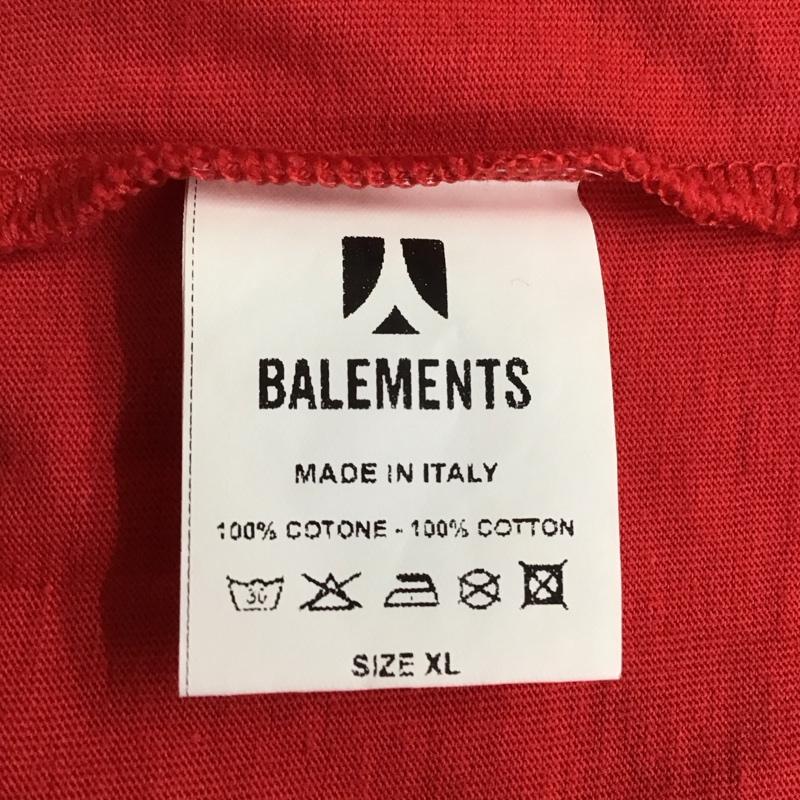 BALEMENTS
MADE IN ITALY
100% COTONE - 100% COTTON
30
SIZE XL